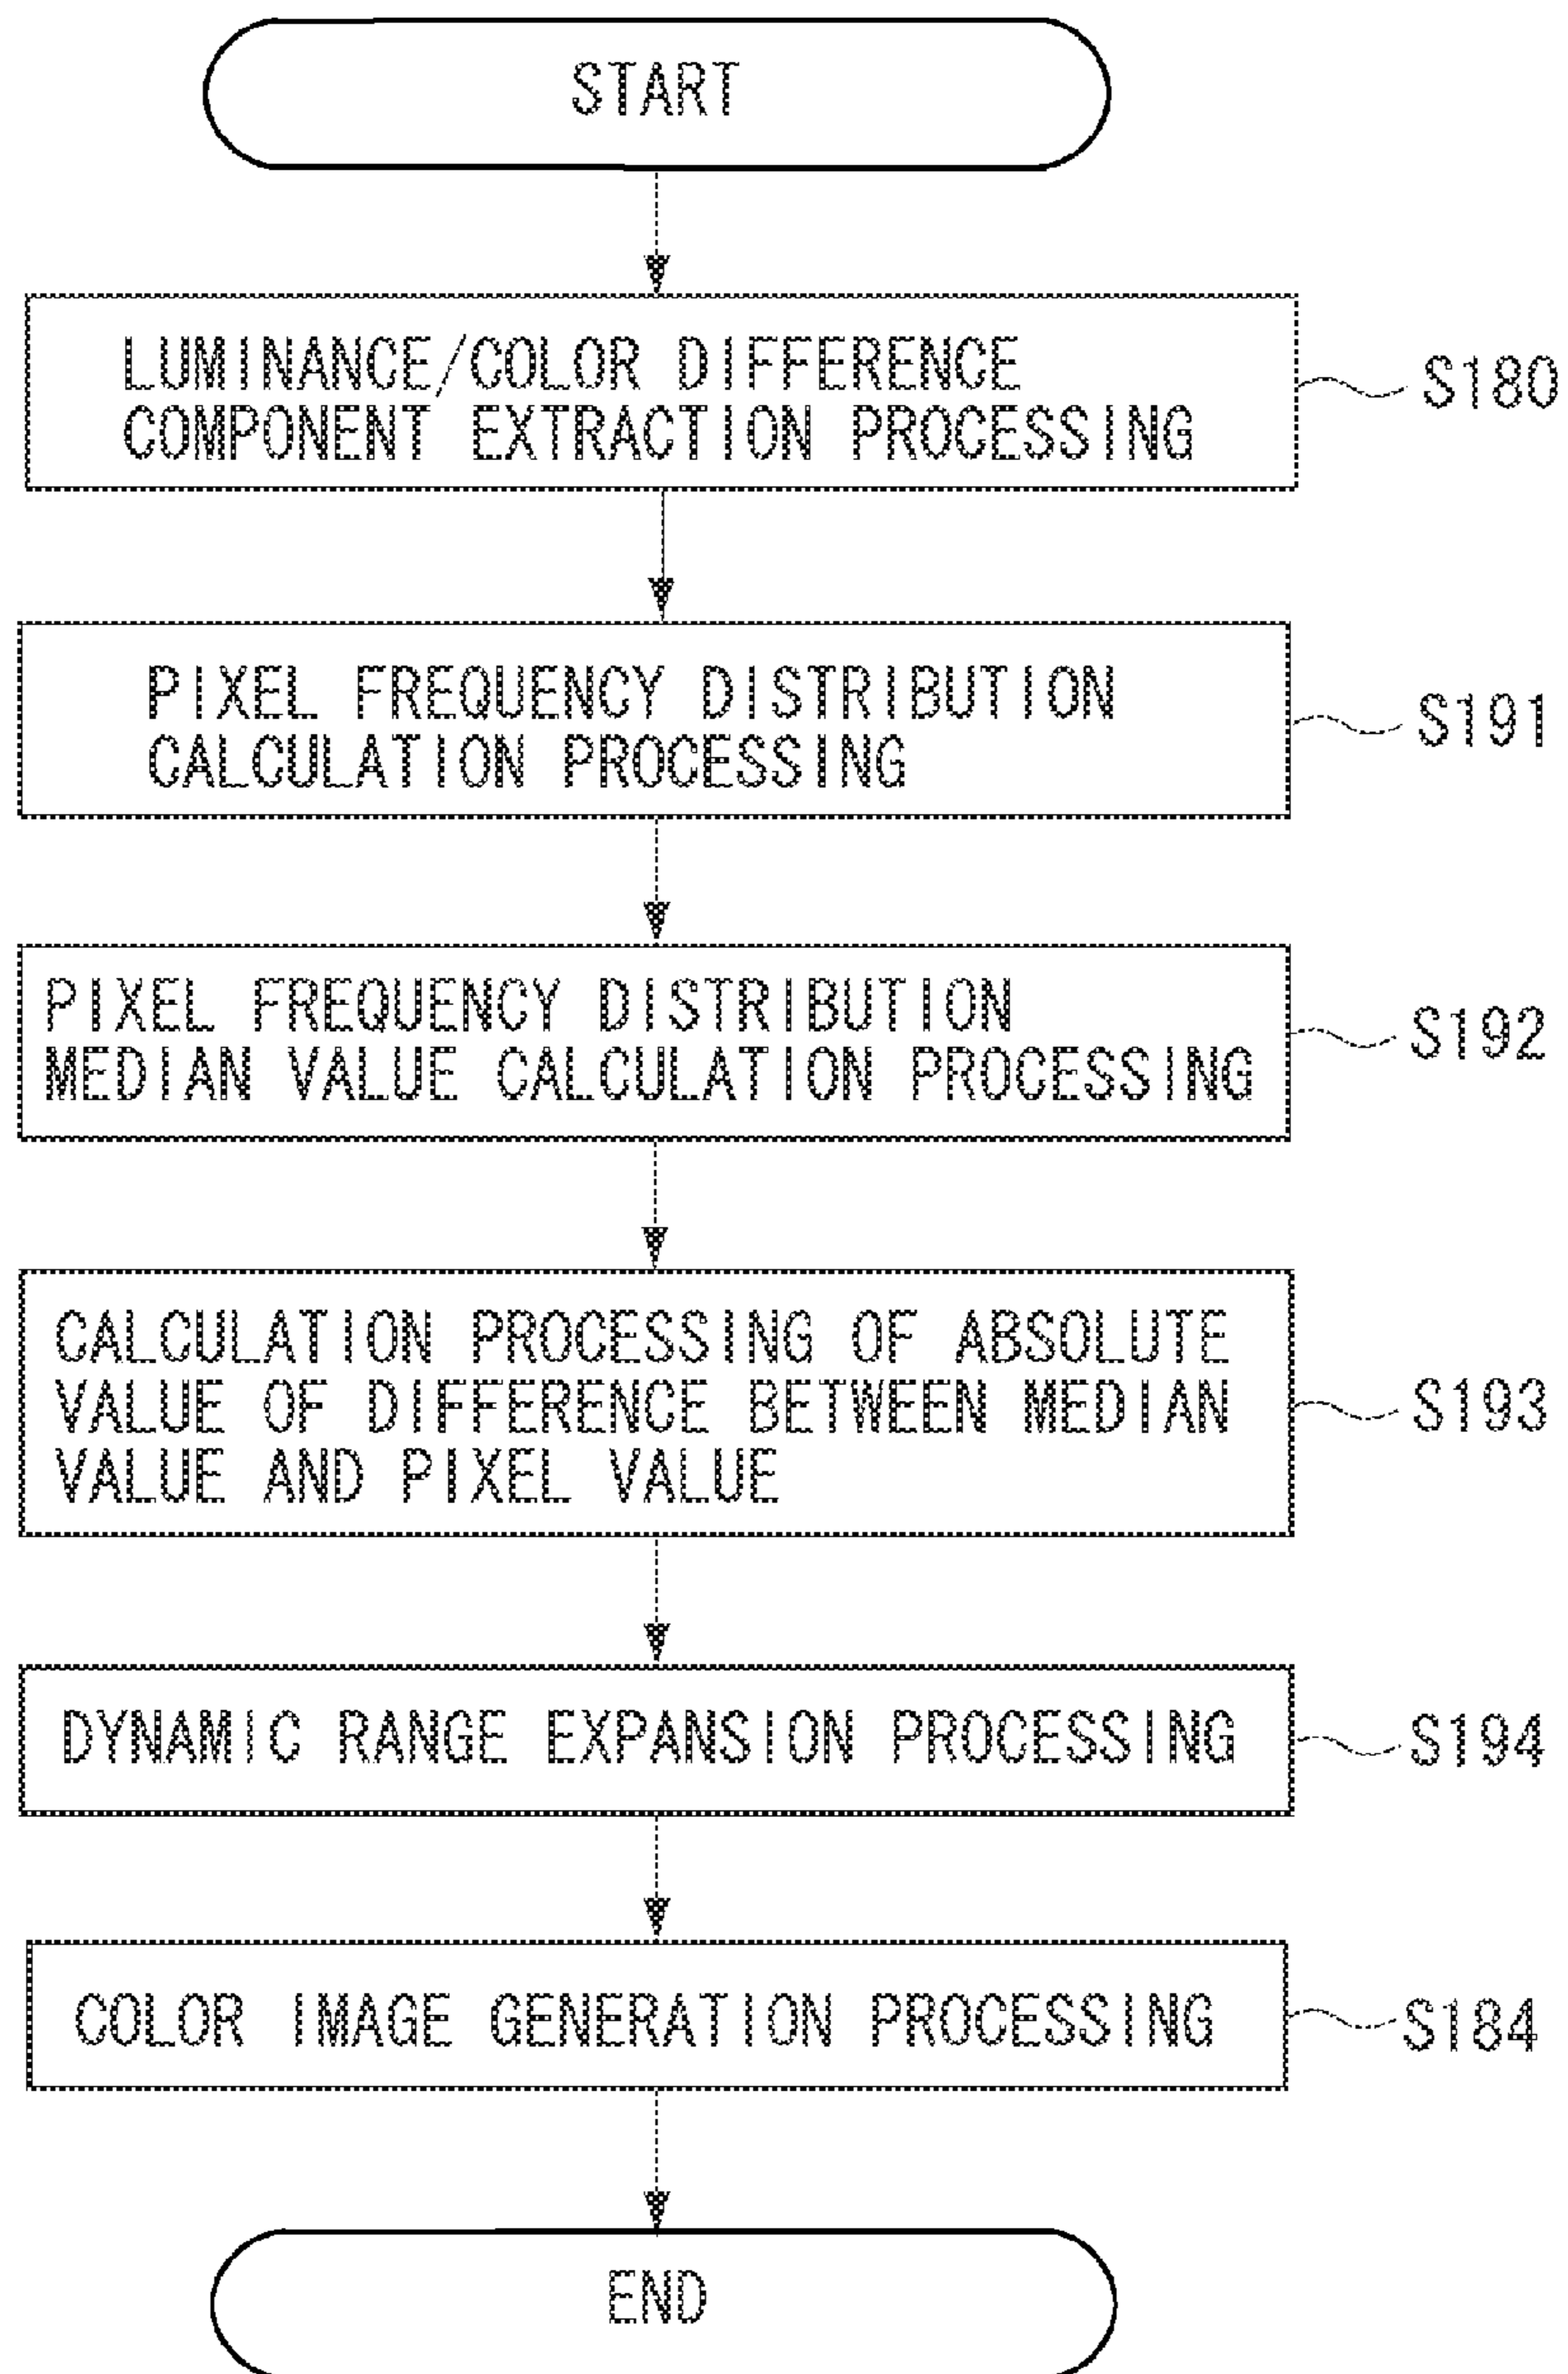 START
LUMINANCE/COLOR DIFFERENCE
COMPONENT EXTRACTION PROCESSING
S180
PIXEL FREQUENCY DISTRIBUTION
CALCULATION PROCESSING
S191
PIXEL FREQUENCY DISTRIBUTION
MEDIAN VALUE CALCULATION PROCESSING
S192
CALCULATION PROCESSING OF ABSOLUTE
VALUE OF DIFFERENCE BETWEEN MEDIAN
VALUE AND PIXEL VALUE
S193
DYNAMIC RANGE EXPANSION PROCESSING
S194
COLOR IMAGE GENERATION PROCESSING
S184
END